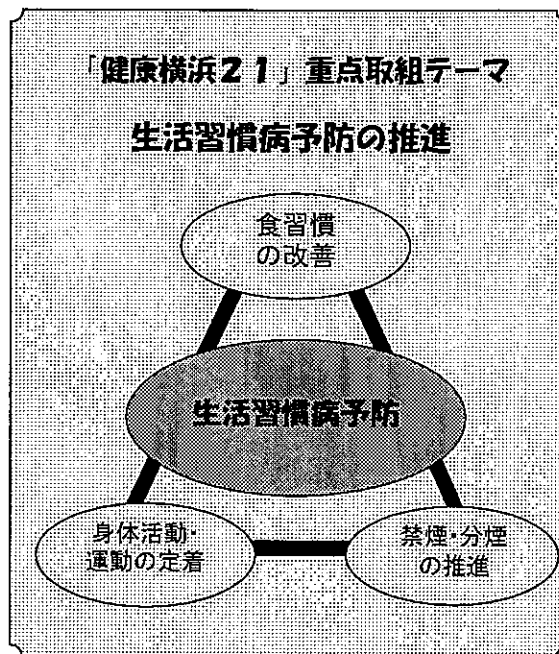 「健康横浜21」重点取組テーマ
生活習慣病予防の推進
食習慣
の改善
生活習慣病予防
身体活動・
運動の定着
禁煙・分煙
の推進